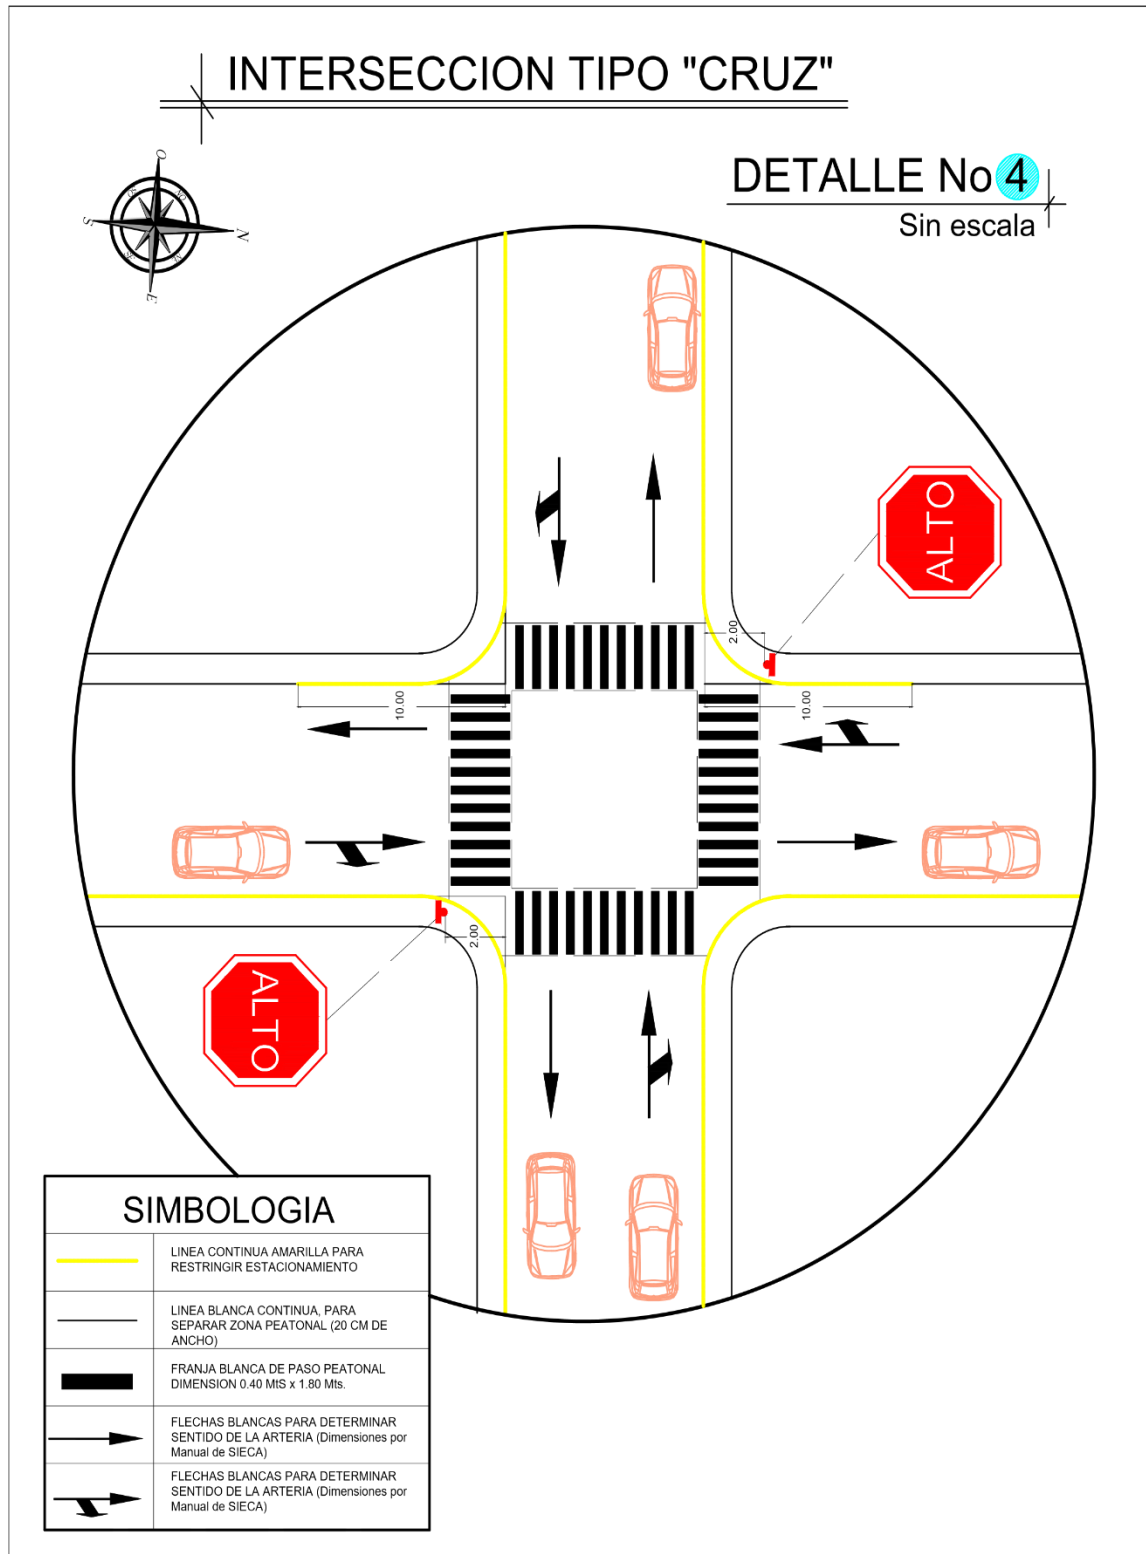 INTERSECCION TIPO "CRUZ"
DETALLE No 4
Sin escala
O
S
N
E
ALTO
2.00
10.00
10.00
2.00
ALTO
SIMBOLOGIA
LINEA CONTINUA AMARILLA PARA
RESTRINGIR ESTACIONAMIENTO
LINEA BLANCA CONTINUA, PARA
SEPARAR ZONA PEATONAL (20 CM DE
ANCHO)
FRANJA BLANCA DE PASO PEATONAL
DIMENSION 0.40 MtS x 1.80 Mts.
FLECHAS BLANCAS PARA DETERMINAR
SENTIDO DE LA ARTERIA (Dimensiones por
Manual de SIECA)
FLECHAS BLANCAS PARA DETERMINAR
SENTIDO DE LA ARTERIA (Dimensiones por
Manual de SIECA)